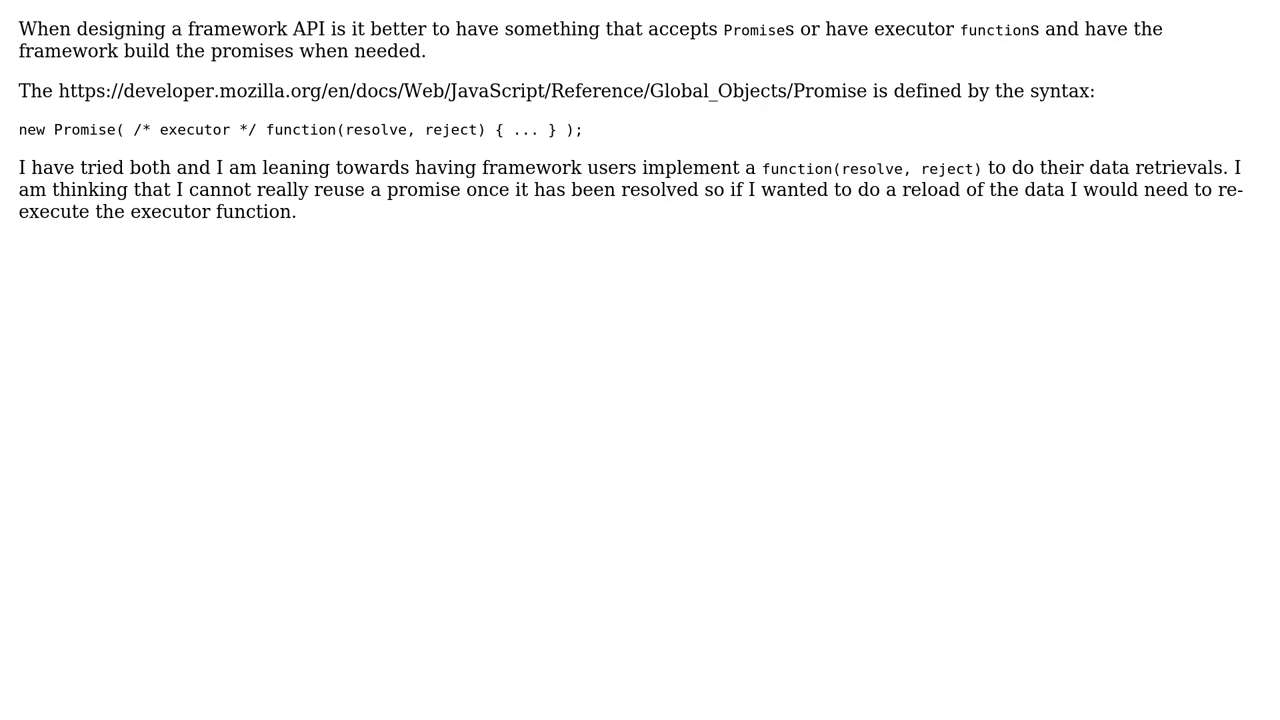 When designing a framework API is it better to have something that accepts Promises or have executor functions and have the
framework build the promises when needed.
The https://developer.mozilla.org/en/docs/Web/JavaScript/Reference/Global_Objects/Promise is defined by the syntax:
new Promise( /* executor */ function(resolve, reject) { ... } );
I have tried both and I am leaning towards having framework users implement a function(resolve, reject) to do their data retrievals. I
am thinking that I cannot really reuse a promise once it has been resolved so if I wanted to do a reload of the data I would need to re-
execute the executor function.